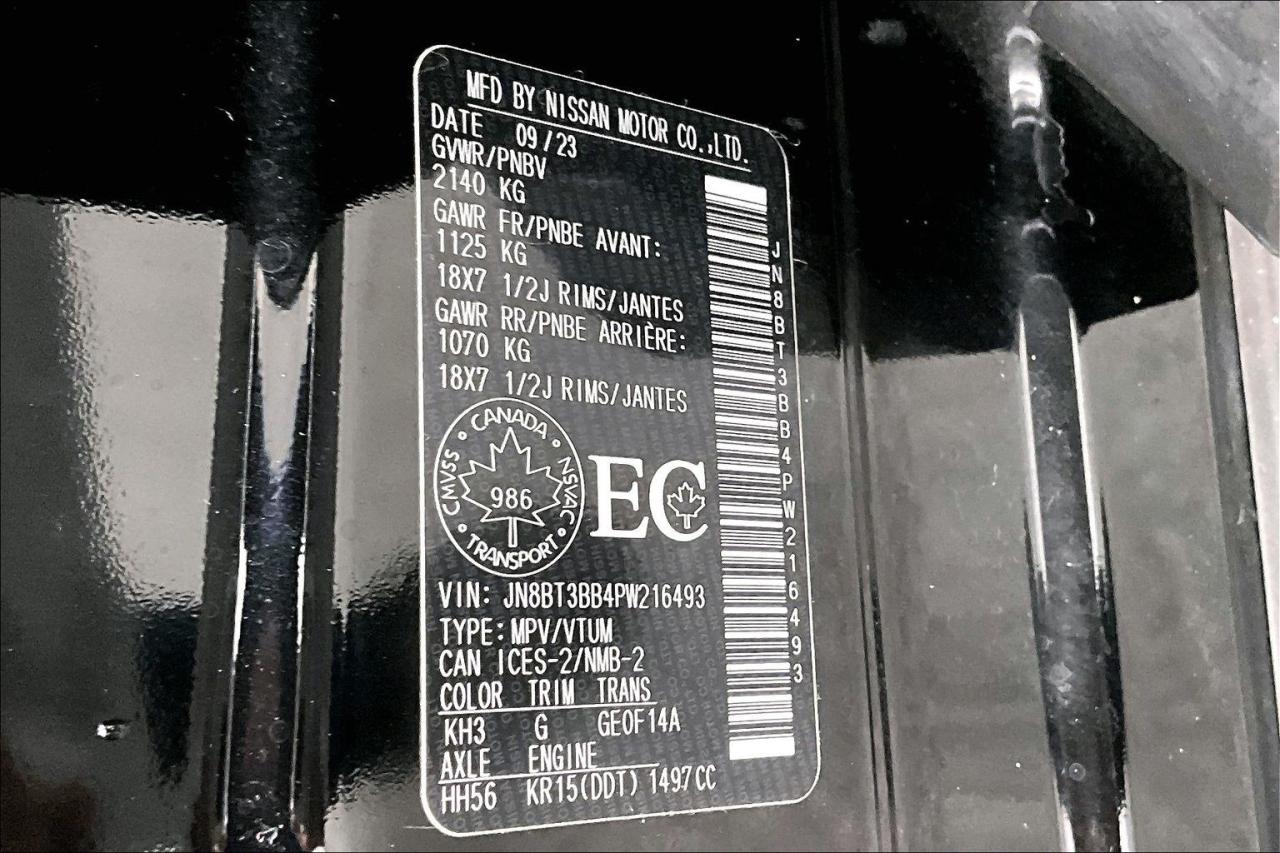 MFD BY NISSAN MOTOR CO.,LTD.
DATE 09/23
GVWR/PNBV
2140 KG
GAWR FR/PNBE AVANT:
1125 KG
18X7 1/2J RIMS/JANTES
GAWR RR/PNBE ARRIÈRE:
1070 KG
18X7 1/2J RIMS/JANTES
CANADA
CMVSS 986 NSVAC
TRANSPORT
EC
VIN: JN8BT3BB4PW216493
TYPE: MPV/VTUM
CAN ICES-2/NMB-2
COLOR TRIM TRANS
KH3 G GE0F14A
AXLE ENGINE
HH56 KR15(DDT) 1497CC
JN8BT3BB4PW216493